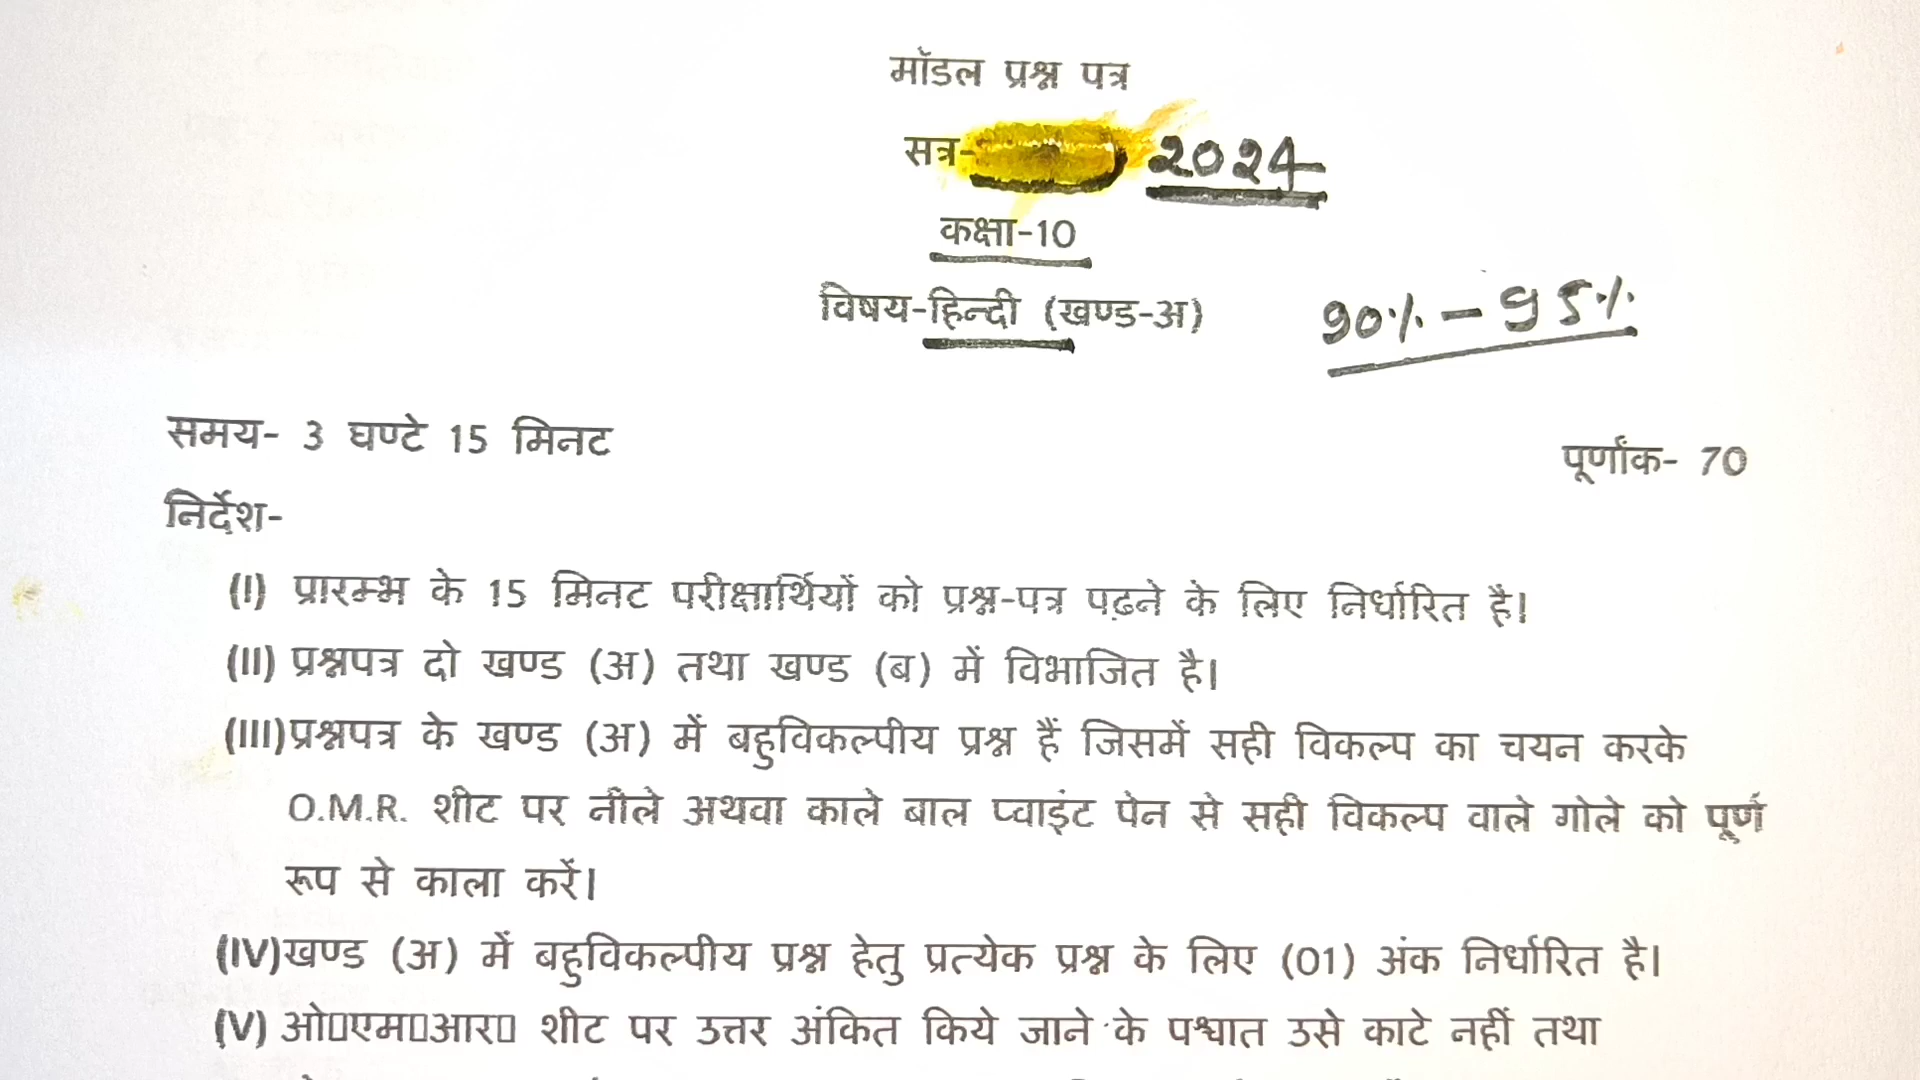 मॉडल प्रश्न पत्र
सत्र- 2024
कक्षा-10
विषय-हिन्दी (खण्ड-अ)
90% - 95%
समय- 3 घण्टे 15 मिनट
पूर्णांक- 70
निर्देश-
(I) प्रारम्भ के 15 मिनट परीक्षार्थियों को प्रश्न-पत्र पढ़ने के लिए निर्धारित है।
(II) प्रश्नपत्र दो खण्ड (अ) तथा खण्ड (ब) में विभाजित है।
(III)प्रश्नपत्र के खण्ड (अ) में बहुविकल्पीय प्रश्न हैं जिसमें सही विकल्प का चयन करके
O.M.R. शीट पर नीले अथवा काले बाल प्वाइंट पेन से सही विकल्प वाले गोले को पूर्ण
रूप से काला करें।
(IV)खण्ड (अ) में बहुविकल्पीय प्रश्न हेतु प्रत्येक प्रश्न के लिए (01) अंक निर्धारित है।
(V) ओ▯एम▯आर▯ शीट पर उत्तर अंकित किये जाने के पश्चात उसे काटे नहीं तथा